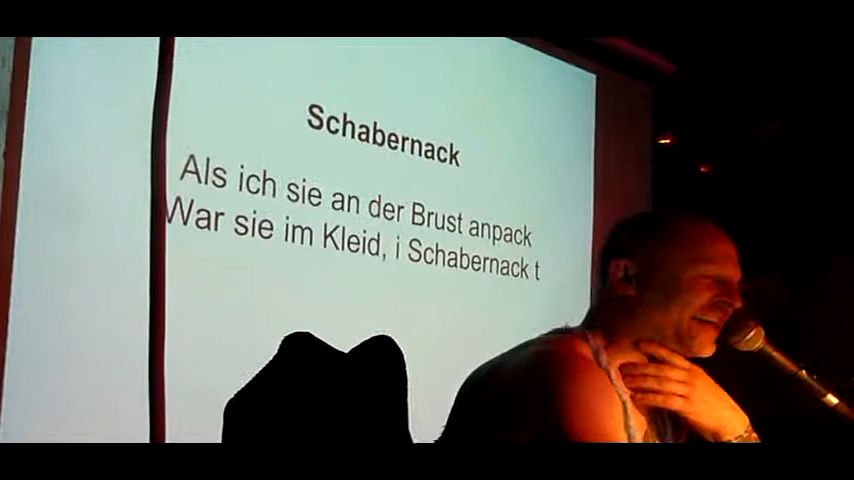 Schabernack
Als ich sie an der Brust anpack
War sie im Kleid, i Schabernack t